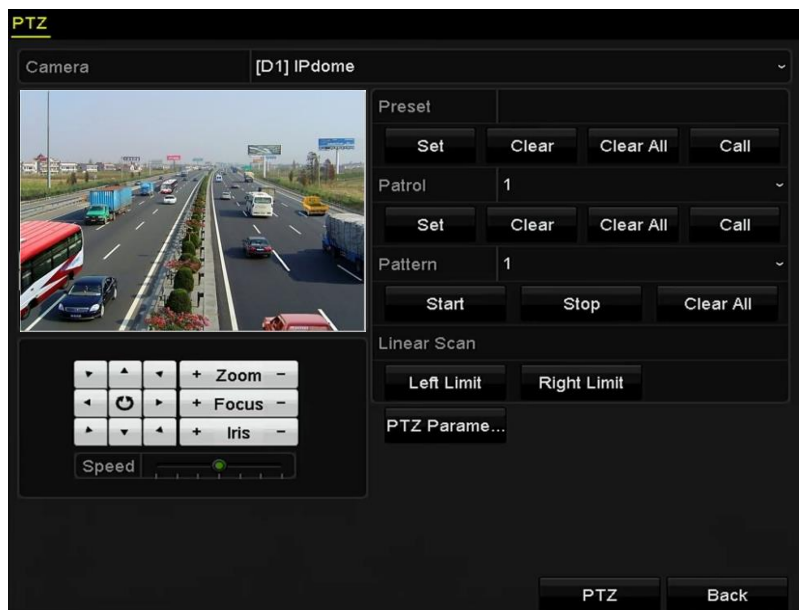 PTZ
Camera [D1] IPdome
Preset
Set Clear Clear All Call
Patrol 1
Set Clear Clear All Call
Pattern 1
Start Stop Clear All
Linear Scan
Left Limit Right Limit
PTZ Parame...
+ Zoom -
+ Focus -
+ Iris -
Speed
PTZ Back